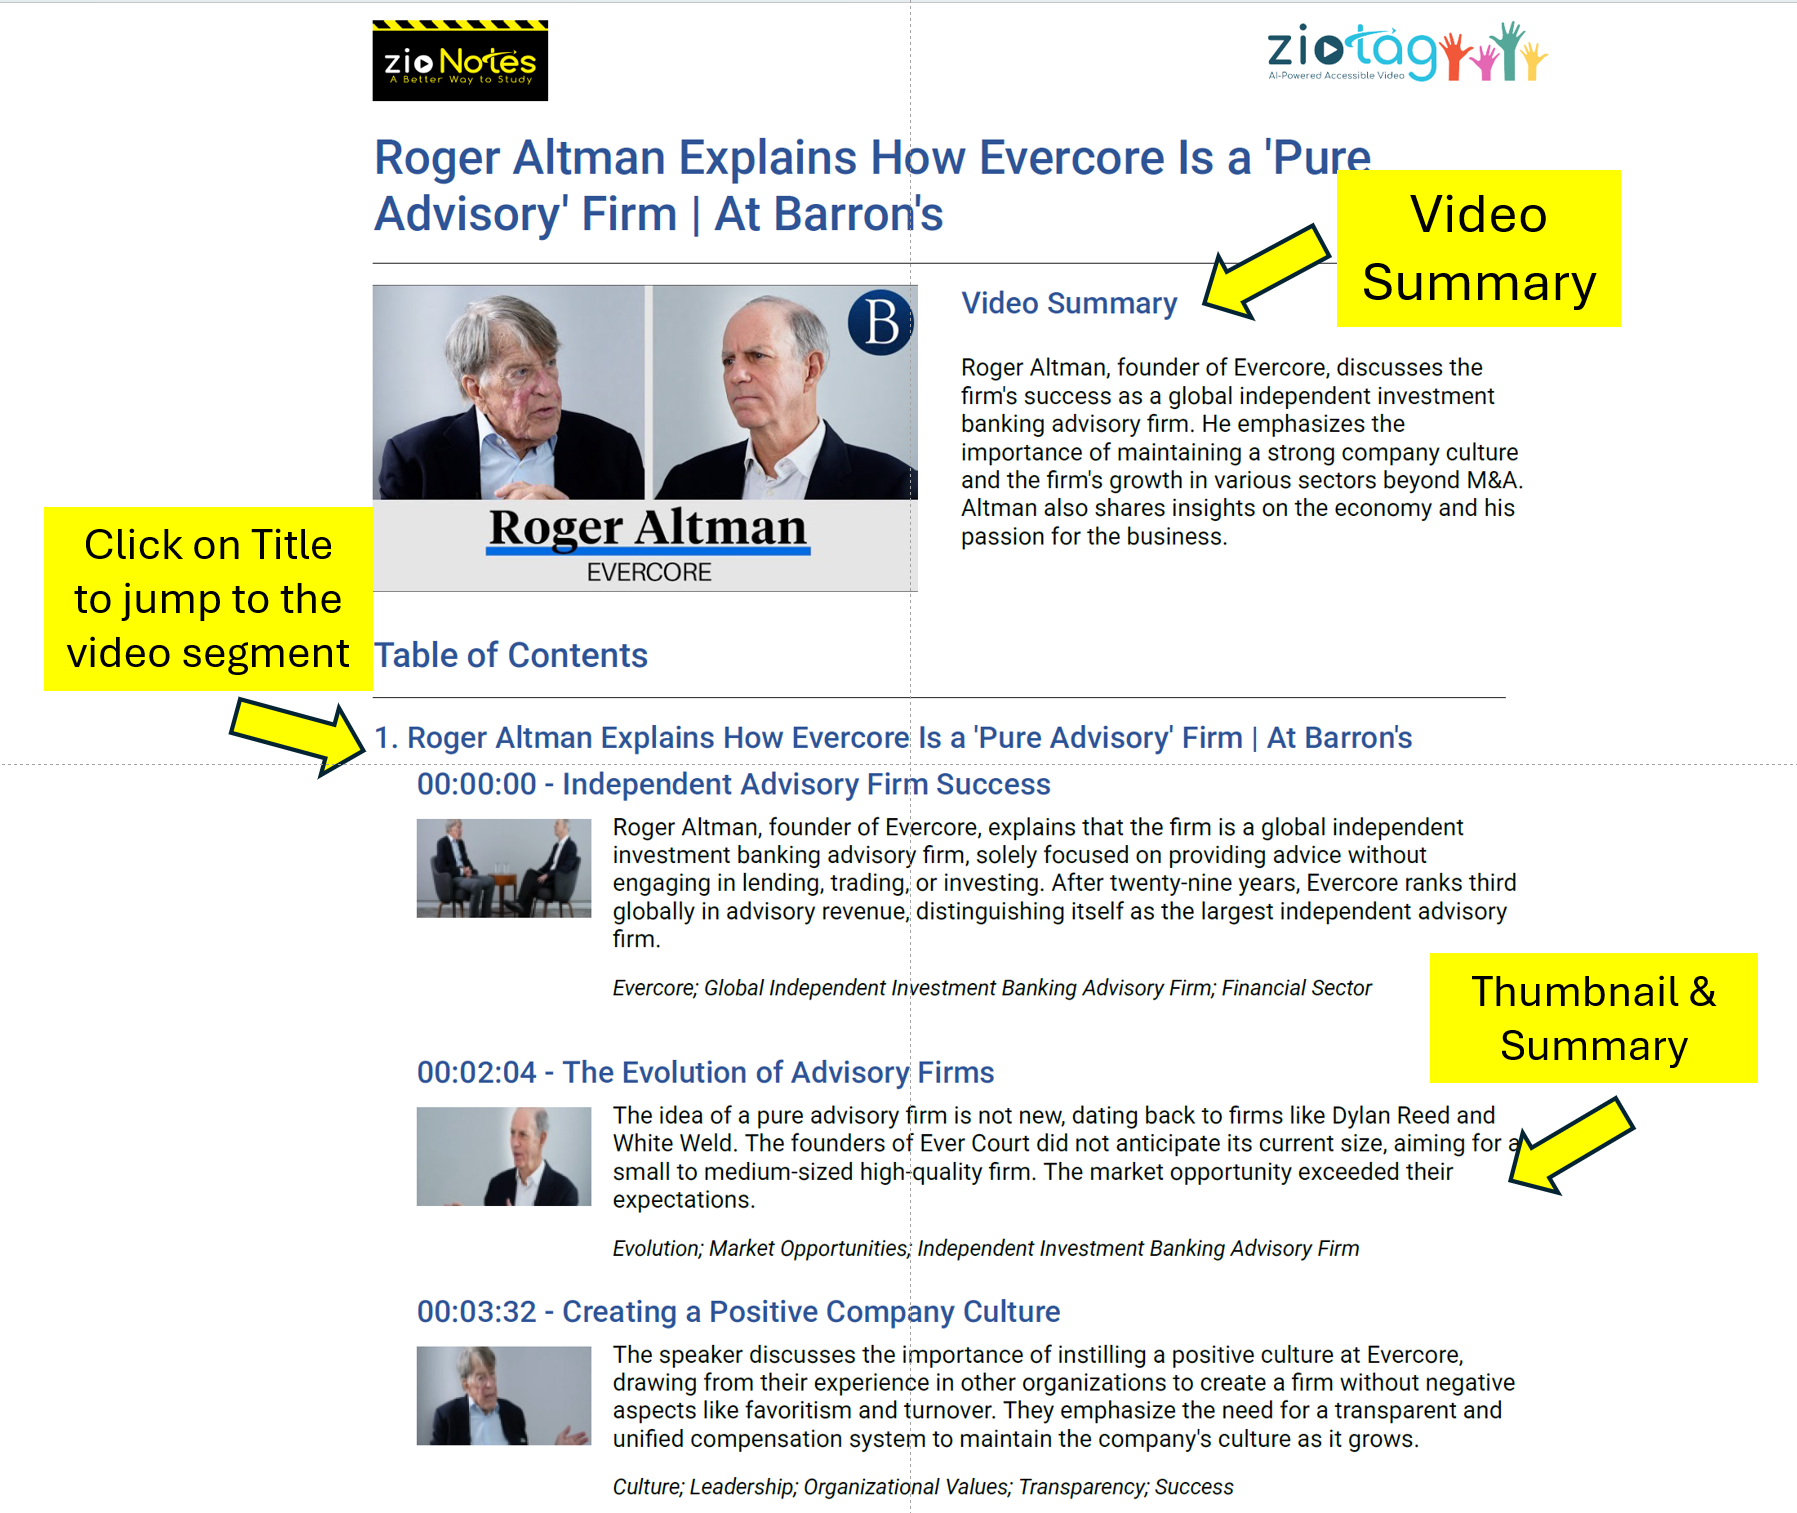 zio Notes
A Better Way to Study
ziotag
AI-Powered Accessible Video
Roger Altman Explains How Evercore Is a 'Pure
Advisory' Firm | At Barron's
Video
Summary
B
Roger Altman
EVERCORE
Video Summary
Roger Altman, founder of Evercore, discusses the
firm's success as a global independent investment
banking advisory firm. He emphasizes the
importance of maintaining a strong company culture
and the firm's growth in various sectors beyond M&A.
Altman also shares insights on the economy and his
passion for the business.
Click on Title
to jump to the
video segment
Table of Contents
1. Roger Altman Explains How Evercore Is a 'Pure Advisory' Firm | At Barron's
00:00:00 - Independent Advisory Firm Success
Roger Altman, founder of Evercore, explains that the firm is a global independent
investment banking advisory firm, solely focused on providing advice without
engaging in lending, trading, or investing. After twenty-nine years, Evercore ranks third
globally in advisory revenue, distinguishing itself as the largest independent advisory
firm.
Evercore; Global Independent Investment Banking Advisory Firm; Financial Sector
Thumbnail &
Summary
00:02:04 - The Evolution of Advisory Firms
The idea of a pure advisory firm is not new, dating back to firms like Dylan Reed and
White Weld. The founders of Ever Court did not anticipate its current size, aiming for a
small to medium-sized high-quality firm. The market opportunity exceeded their
expectations.
Evolution; Market Opportunities; Independent Investment Banking Advisory Firm
00:03:32 - Creating a Positive Company Culture
The speaker discusses the importance of instilling a positive culture at Evercore,
drawing from their experience in other organizations to create a firm without negative
aspects like favoritism and turnover. They emphasize the need for a transparent and
unified compensation system to maintain the company's culture as it grows.
Culture; Leadership; Organizational Values; Transparency; Success